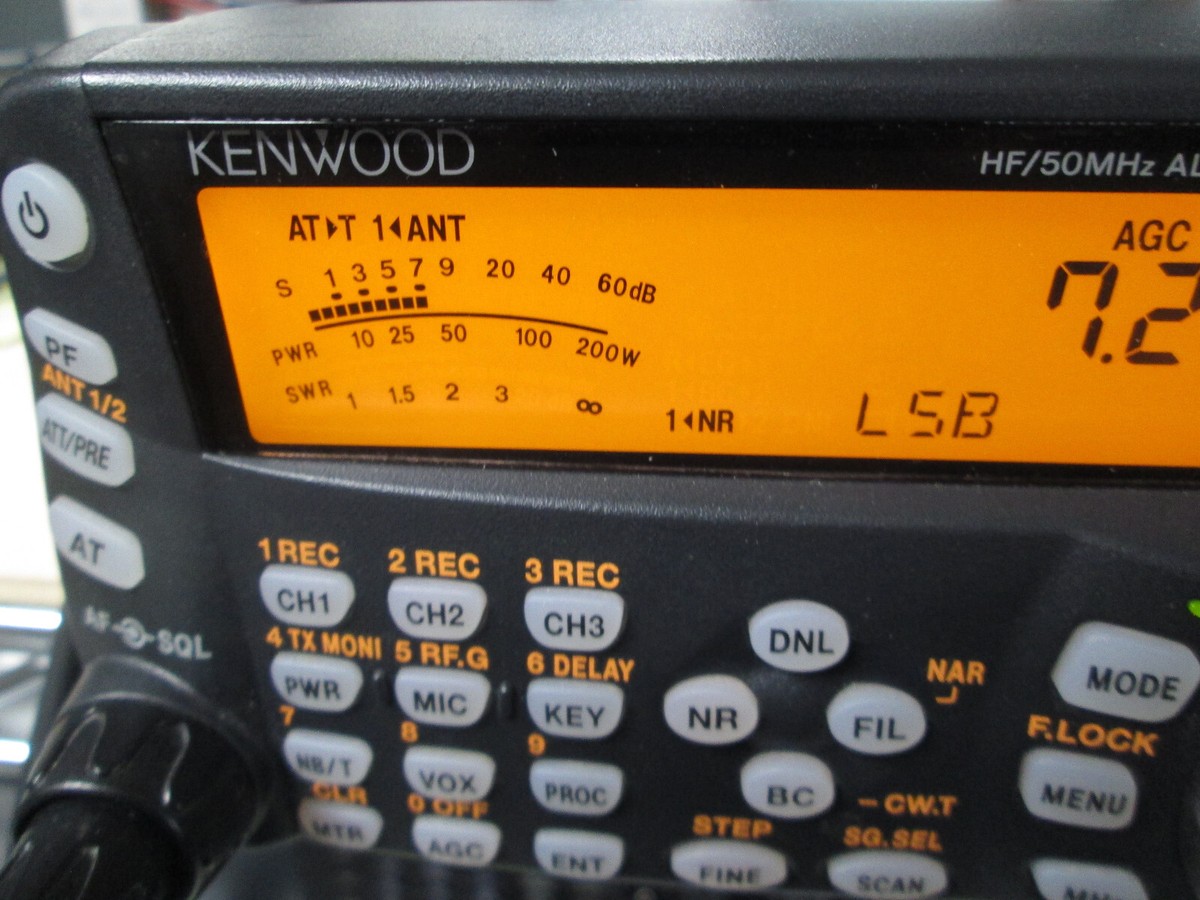 KENWOOD
HF/50MHz AL
AT▸T 1◂ANT
AGC
S 1 3 5 7 9 20 40 60dB
7.2
PWR 10 25 50 100 200W
SWR 1 1.5 2 3 ∞
1◂NR
LSB
PF
ANT 1/2
ATT/PRE
AT
AF SQL
1 REC 2 REC 3 REC
CH1 CH2 CH3
4 TX MONI 5 RF.G 6 DELAY
PWR MIC KEY
7 8 9
NB/T VOX PROC
CLR 0 OFF
MTR AGC ENT
DNL
NR FIL
NAR
BC
– CW.T
STEP SG.SEL
FINE SCAN
MODE
F.LOCK
MENU